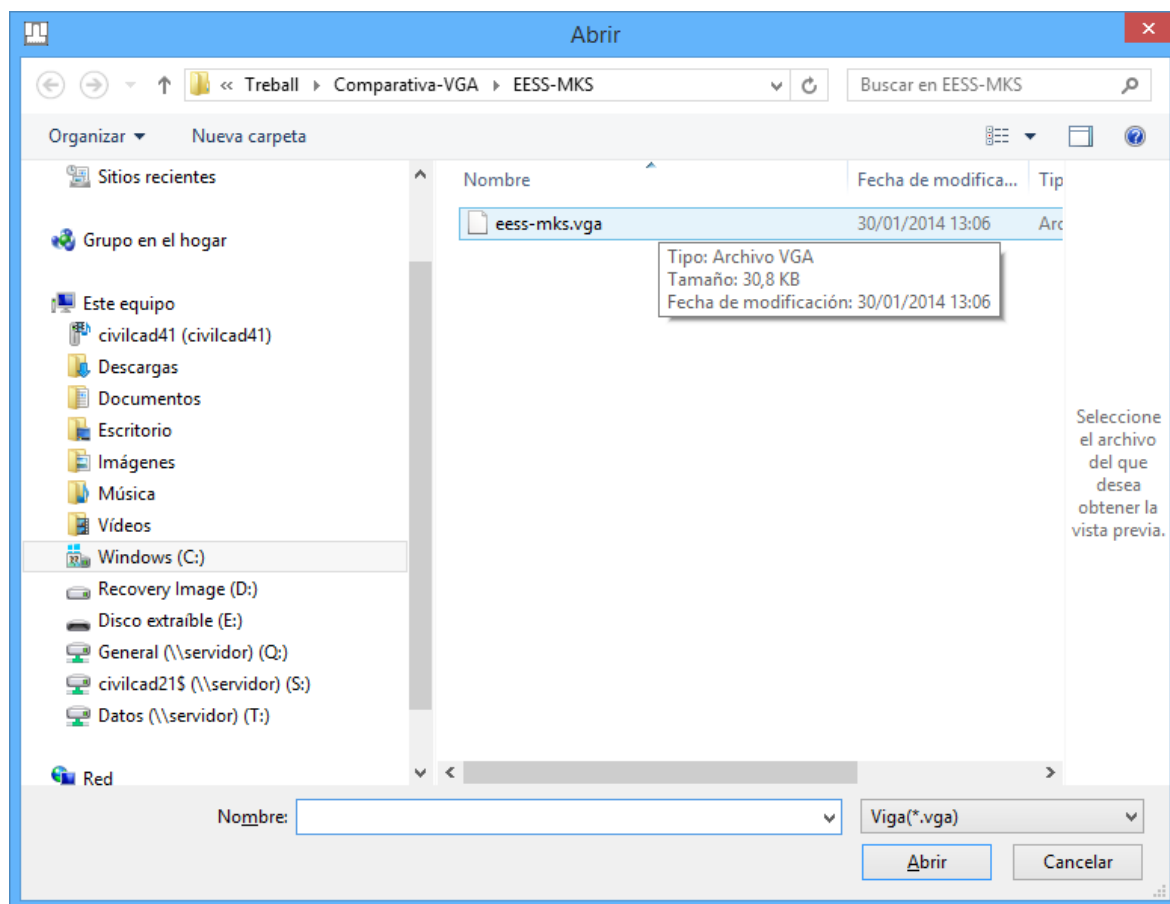 Abrir
« Treball Comparativa-VGA EESS-MKS
Buscar en EESS-MKS
Organizar
Nueva carpeta
Sitios recientes
Grupo en el hogar
Este equipo
civilcad41 (civilcad41)
Descargas
Documentos
Escritorio
Imágenes
Música
Vídeos
Windows (C:)
Recovery Image (D:)
Disco extraíble (E:)
General (\\servidor) (Q:)
civilcad21$ (\\servidor) (S:)
Datos (\\servidor) (T:)
Red
Nombre Fecha de modifica... Tip
eess-mks.vga 30/01/2014 13:06 Arc
Tipo: Archivo VGA
Tamaño: 30,8 KB
Fecha de modificación: 30/01/2014 13:06
Seleccione
el archivo
del que
desea
obtener la
vista previa.
Nombre:
Viga(*.vga)
Abrir
Cancelar